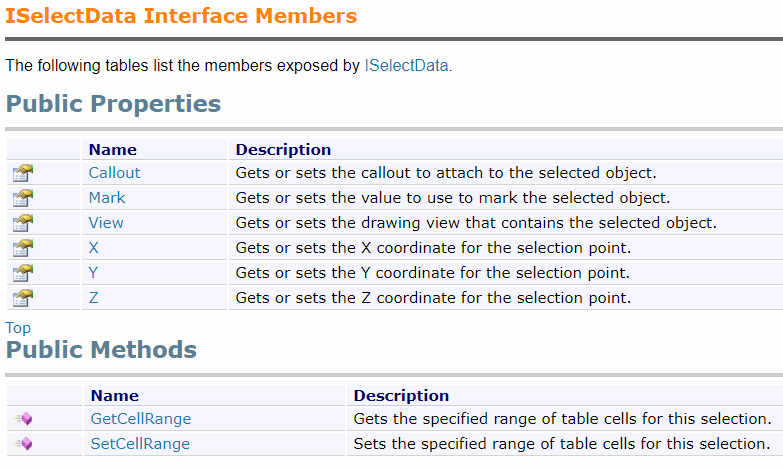 ISelectData Interface Members
The following tables list the members exposed by ISelectData.
Public Properties
Name Description
Callout Gets or sets the callout to attach to the selected object.
Mark Gets or sets the value to use to mark the selected object.
View Gets or sets the drawing view that contains the selected object.
X Gets or sets the X coordinate for the selection point.
Y Gets or sets the Y coordinate for the selection point.
Z Gets or sets the Z coordinate for the selection point.
Top
Public Methods
Name Description
GetCellRange Gets the specified range of table cells for this selection.
SetCellRange Sets the specified range of table cells for this selection.